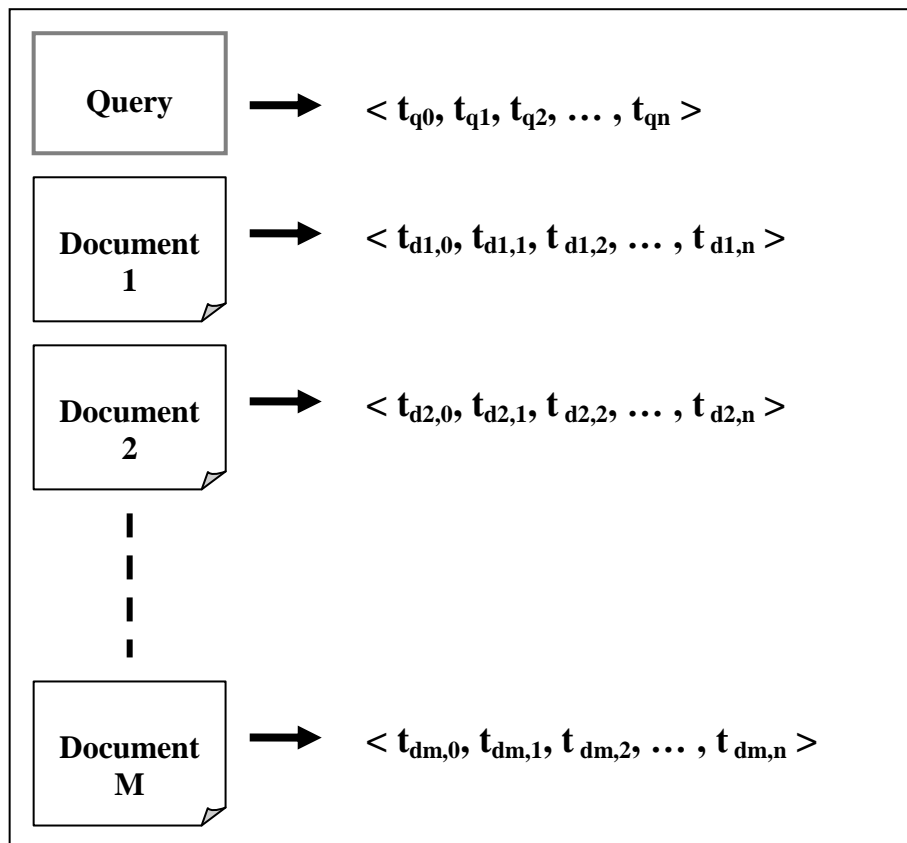 Query
< tq0, tq1, tq2, … , tqn >
Document
1
< td1,0, td1,1, t d1,2, … , t d1,n >
Document
2
< td2,0, td2,1, t d2,2, … , t d2,n >
Document
M
< tdm,0, tdm,1, t dm,2, … , t dm,n >